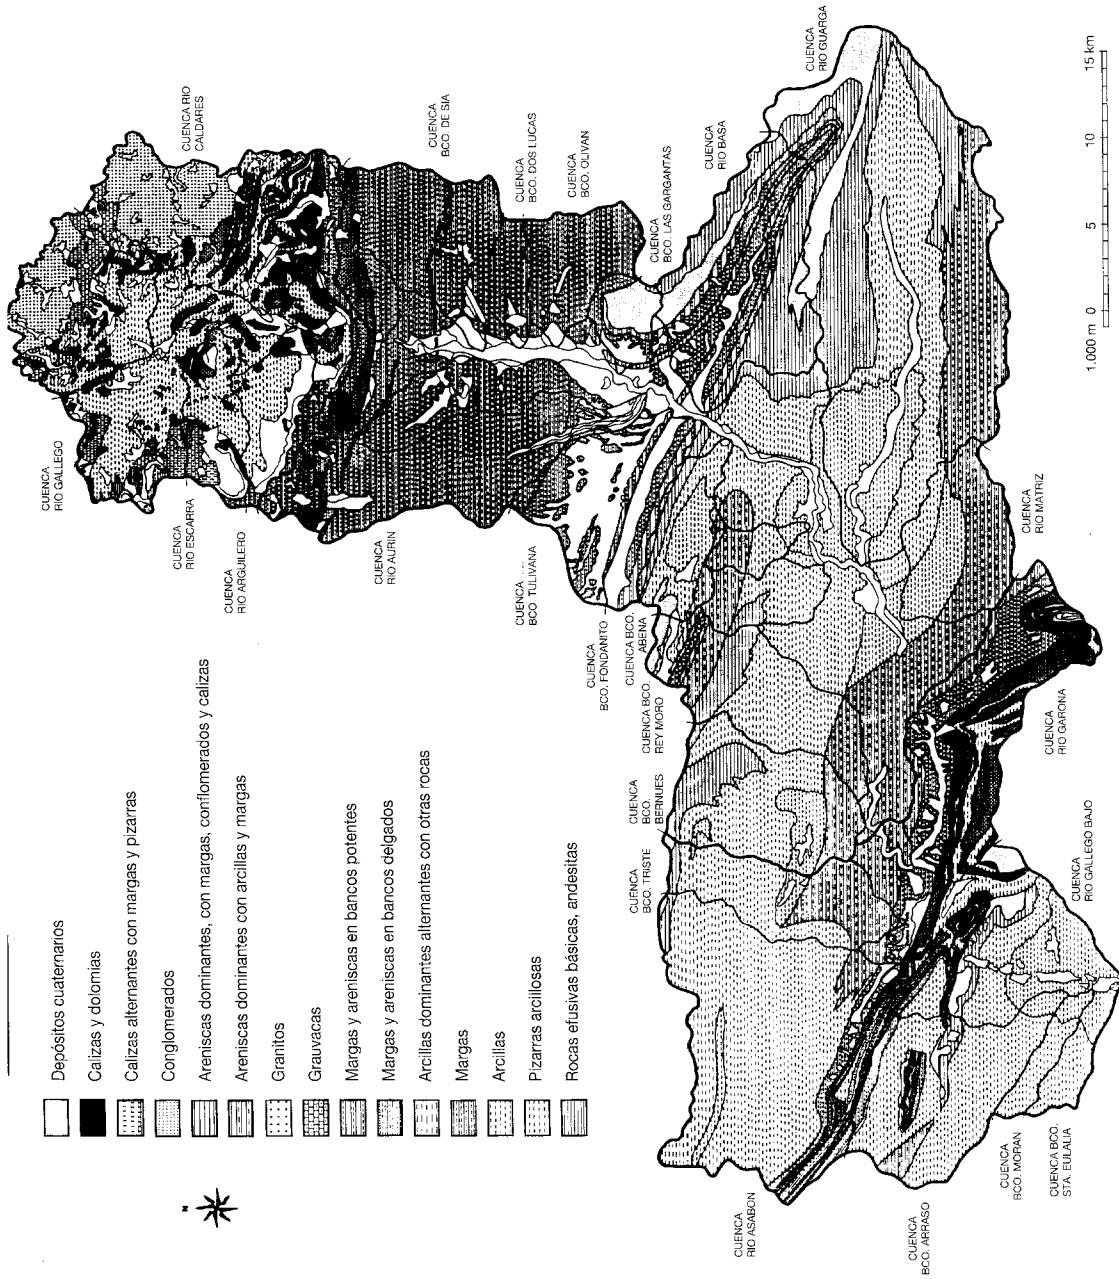 Depósitos cuaternarios
Calizas y dolomias
Calizas alternantes con margas y pizarras
Conglomerados
Areniscas dominantes, con margas, conflomerados y calizas
Areniscas dominantes con arcillas y margas
Granitos
Grauvacas
Margas y areniscas en bancos potentes
Margas y areniscas en bancos delgados
Arcillas dominantes alternantes con otras rocas
Margas
Arcillas
Pizarras arcillosas
Rocas efusivas básicas, andesitas
N
CUENCA
RIO GALLEGO
CUENCA
RIO ESCARRA
CUENCA
RIO ARGUILERO
CUENCA
RIO AURIN
CUENCA
BCO. TULIVANA
CUENCA
BCO. FONDANITO
CUENCA BCO.
ABENA
CUENCA BCO.
REY MORO
CUENCA
BCO.
BERNUES
CUENCA
BCO. TRISTE
CUENCA
RIO ASABON
CUENCA
BCO. ARRASO
CUENCA
BCO. MORAN
CUENCA BCO.
STA. EULALIA
CUENCA
RIO GALLEGO BAJO
CUENCA
RIO GARONA
CUENCA
RIO MATRIZ
CUENCA RIO
CALDARES
CUENCA
BCO. DE SIA
CUENCA
BCO. DOS LUCAS
CUENCA
BCO. OLIVAN
CUENCA
BCO. LAS GARGANTAS
CUENCA
RIO BASA
CUENCA
RIO GUARGA
1.000 m 0 5 10 15 km